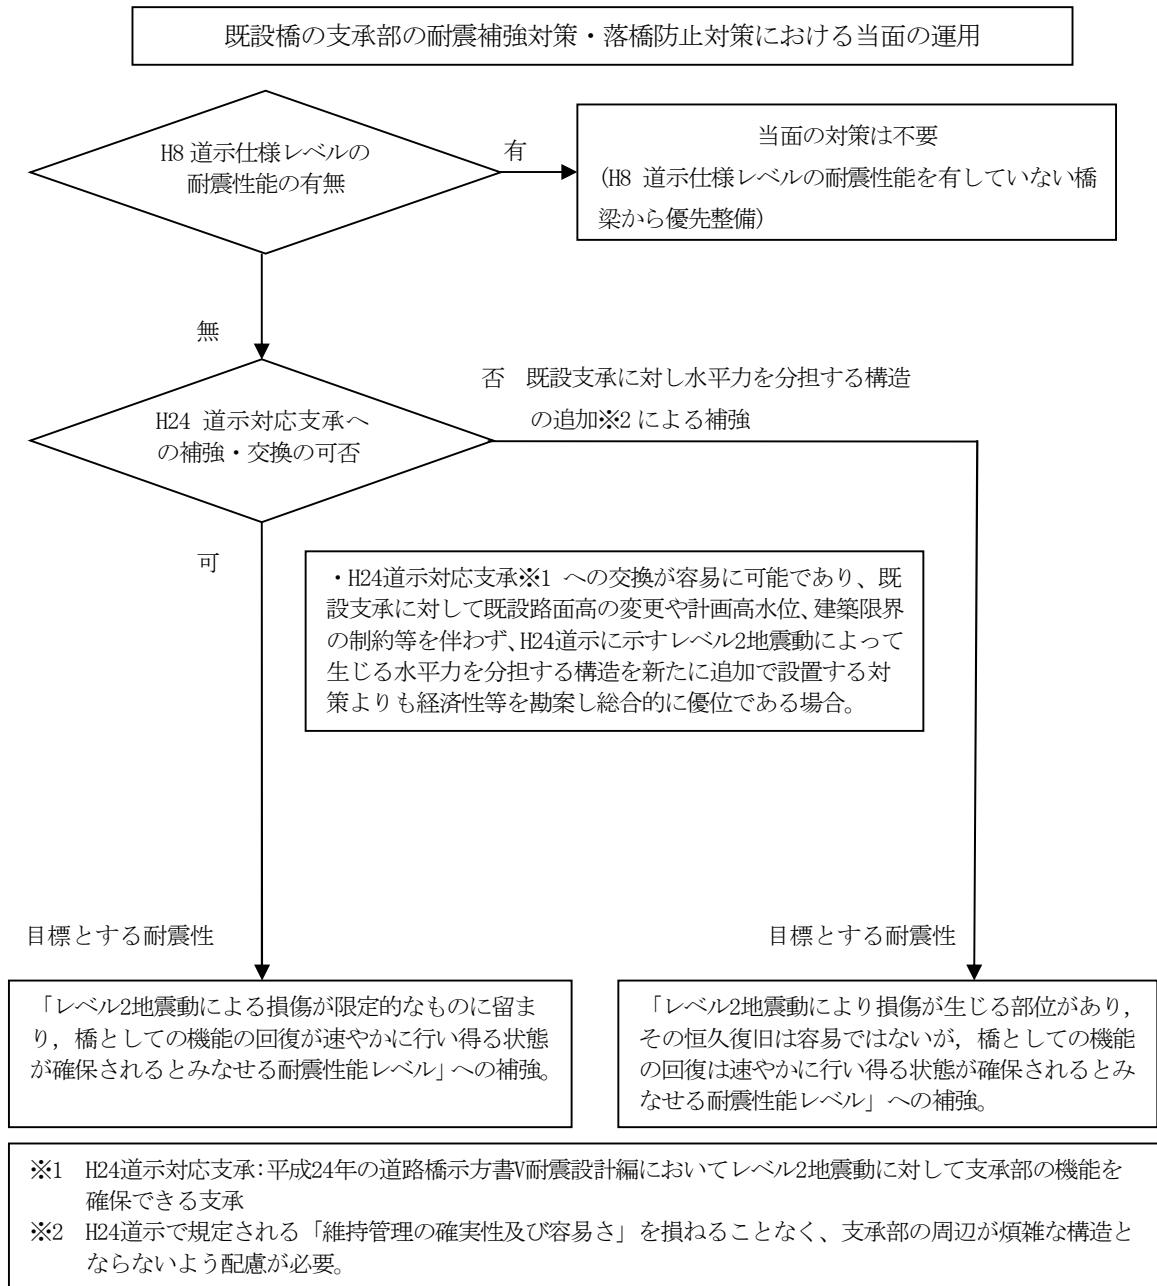 既設橋の支承部の耐震補強対策・落橋防止対策における当面の運用
H8 道示仕様レベルの
耐震性能の有無
有
当面の対策は不要
(H8 道示仕様レベルの耐震性能を有していない橋
梁から優先整備)
無
H24 道示対応支承へ
の補強・交換の可否
否 既設支承に対し水平力を分担する構造
の追加※2 による補強
可
・H24道示対応支承※1 への交換が容易に可能であり、既
設支承に対して既設路面高の変更や計画高水位、建築限界
の制約等を伴わず、H24道示に示すレベル2地震動によって
生じる水平力を分担する構造を新たに追加で設置する対
策よりも経済性等を勘案し総合的に優位である場合。
目標とする耐震性
「レベル2地震動による損傷が限定的なものに留ま
り，橋としての機能の回復が速やかに行い得る状態
が確保されるとみなせる耐震性能レベル」への補強。
目標とする耐震性
「レベル2地震動により損傷が生じる部位があり，
その恒久復旧は容易ではないが，橋としての機能
の回復は速やかに行い得る状態が確保されるとみ
なせる耐震性能レベル」への補強。
※1 H24道示対応支承:平成24年の道路橋示方書Ⅴ耐震設計編においてレベル2地震動に対して支承部の機能を
確保できる支承
※2 H24道示で規定される「維持管理の確実性及び容易さ」を損ねることなく、支承部の周辺が煩雑な構造と
ならないよう配慮が必要。